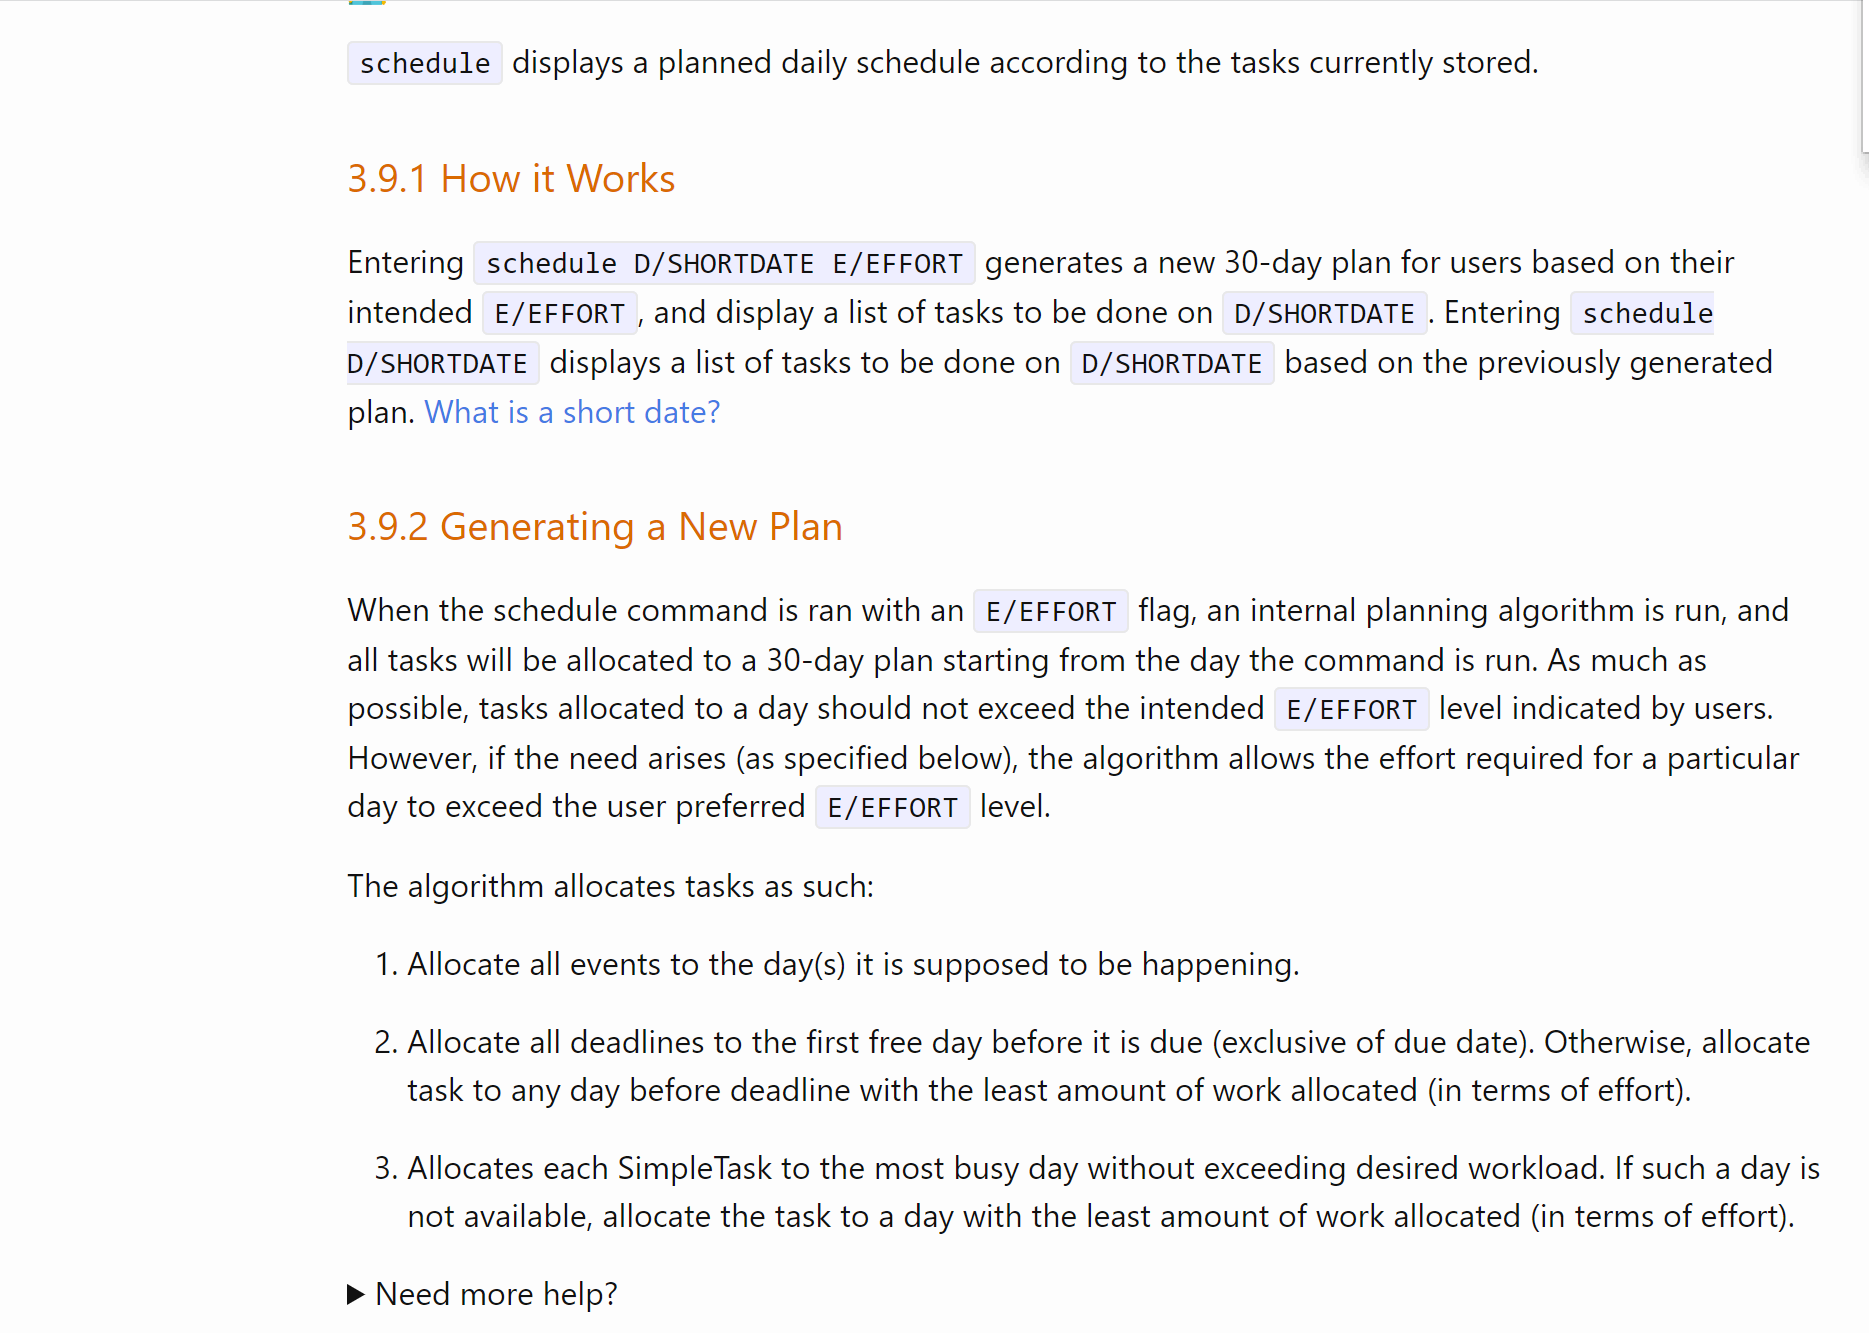 schedule displays a planned daily schedule according to the tasks currently stored.
3.9.1 How it Works
Entering schedule D/SHORTDATE E/EFFORT generates a new 30-day plan for users based on their
intended E/EFFORT, and display a list of tasks to be done on D/SHORTDATE. Entering schedule
D/SHORTDATE displays a list of tasks to be done on D/SHORTDATE based on the previously generated
plan. What is a short date?
3.9.2 Generating a New Plan
When the schedule command is ran with an E/EFFORT flag, an internal planning algorithm is run, and
all tasks will be allocated to a 30-day plan starting from the day the command is run. As much as
possible, tasks allocated to a day should not exceed the intended E/EFFORT level indicated by users.
However, if the need arises (as specified below), the algorithm allows the effort required for a particular
day to exceed the user preferred E/EFFORT level.
The algorithm allocates tasks as such:
1. Allocate all events to the day(s) it is supposed to be happening.
2. Allocate all deadlines to the first free day before it is due (exclusive of due date). Otherwise, allocate
task to any day before deadline with the least amount of work allocated (in terms of effort).
3. Allocates each SimpleTask to the most busy day without exceeding desired workload. If such a day is
not available, allocate the task to a day with the least amount of work allocated (in terms of effort).
Need more help?